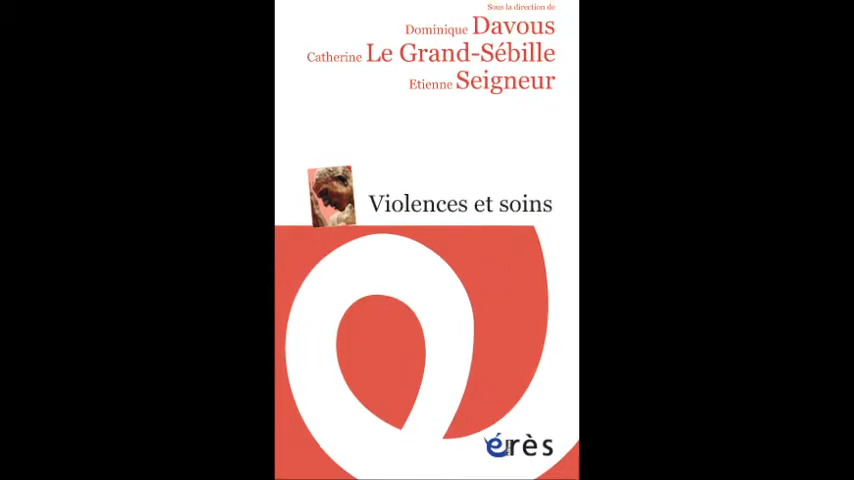 Sous la direction de
Dominique Davous
Catherine Le Grand-Sébille
Etienne Seigneur
Violences et soins
érès